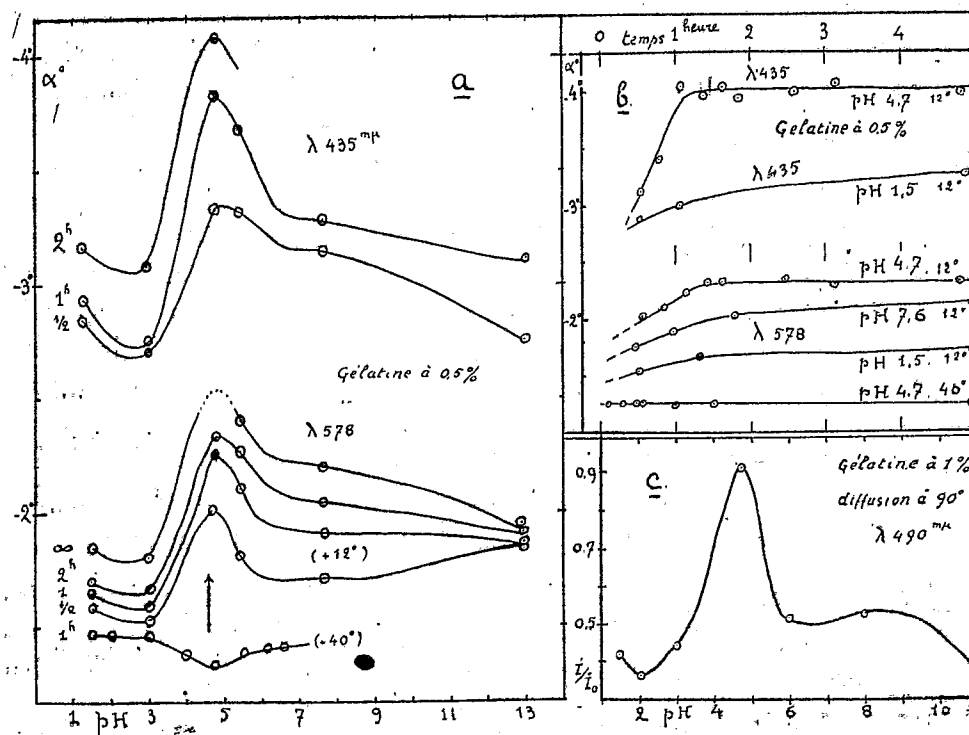 -4°
α°
a
λ 435 mμ
2h
-3°
1h
1/2
Gélatine à 0,5%
λ 578
-2°
∞
2h
1
1/2
1h
(+12°)
(+40°)
1 pH 3 5 7 9 11 13
0 temps 1 heure 2 3 4
α°
-4°
b.
λ 435
pH 4,7 12°
Gélatine à 0,5%
λ 435
-3°
pH 1,5 12°
pH 4,7. 12°
-2°
pH 7,6 12°
λ 578
pH 1,5. 12°
pH 4,7. 40°
0.9
c.
Gélatine à 1%
diffusion à 90°
λ 490 mμ
0.7
0.5
i/i₀
2 pH 4 6 8 10